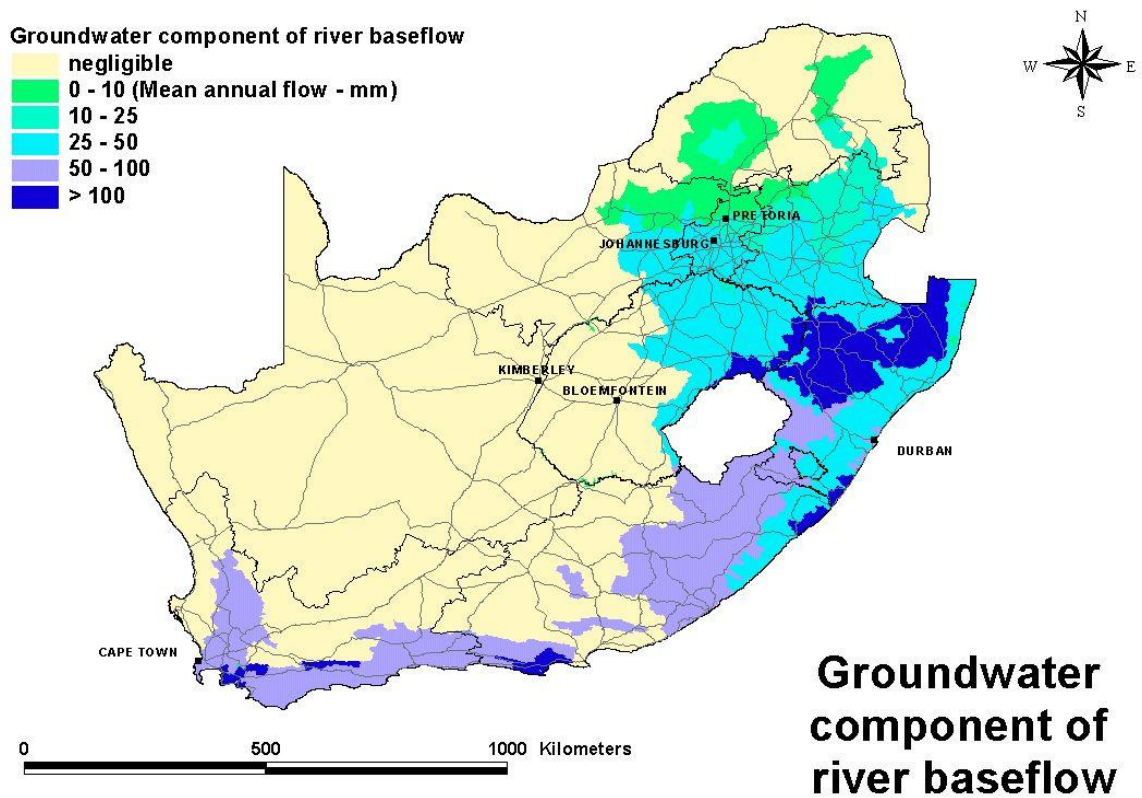 Groundwater component of river baseflow
negligible
0 - 10 (Mean annual flow - mm)
10 - 25
25 - 50
50 - 100
> 100
N
W E
S
PRETORIA
JOHANNESBURG
KIMBERLEY
BLOEMFONTEIN
DURBAN
CAPE TOWN
0 500 1000 Kilometers
Groundwater
component of
river baseflow